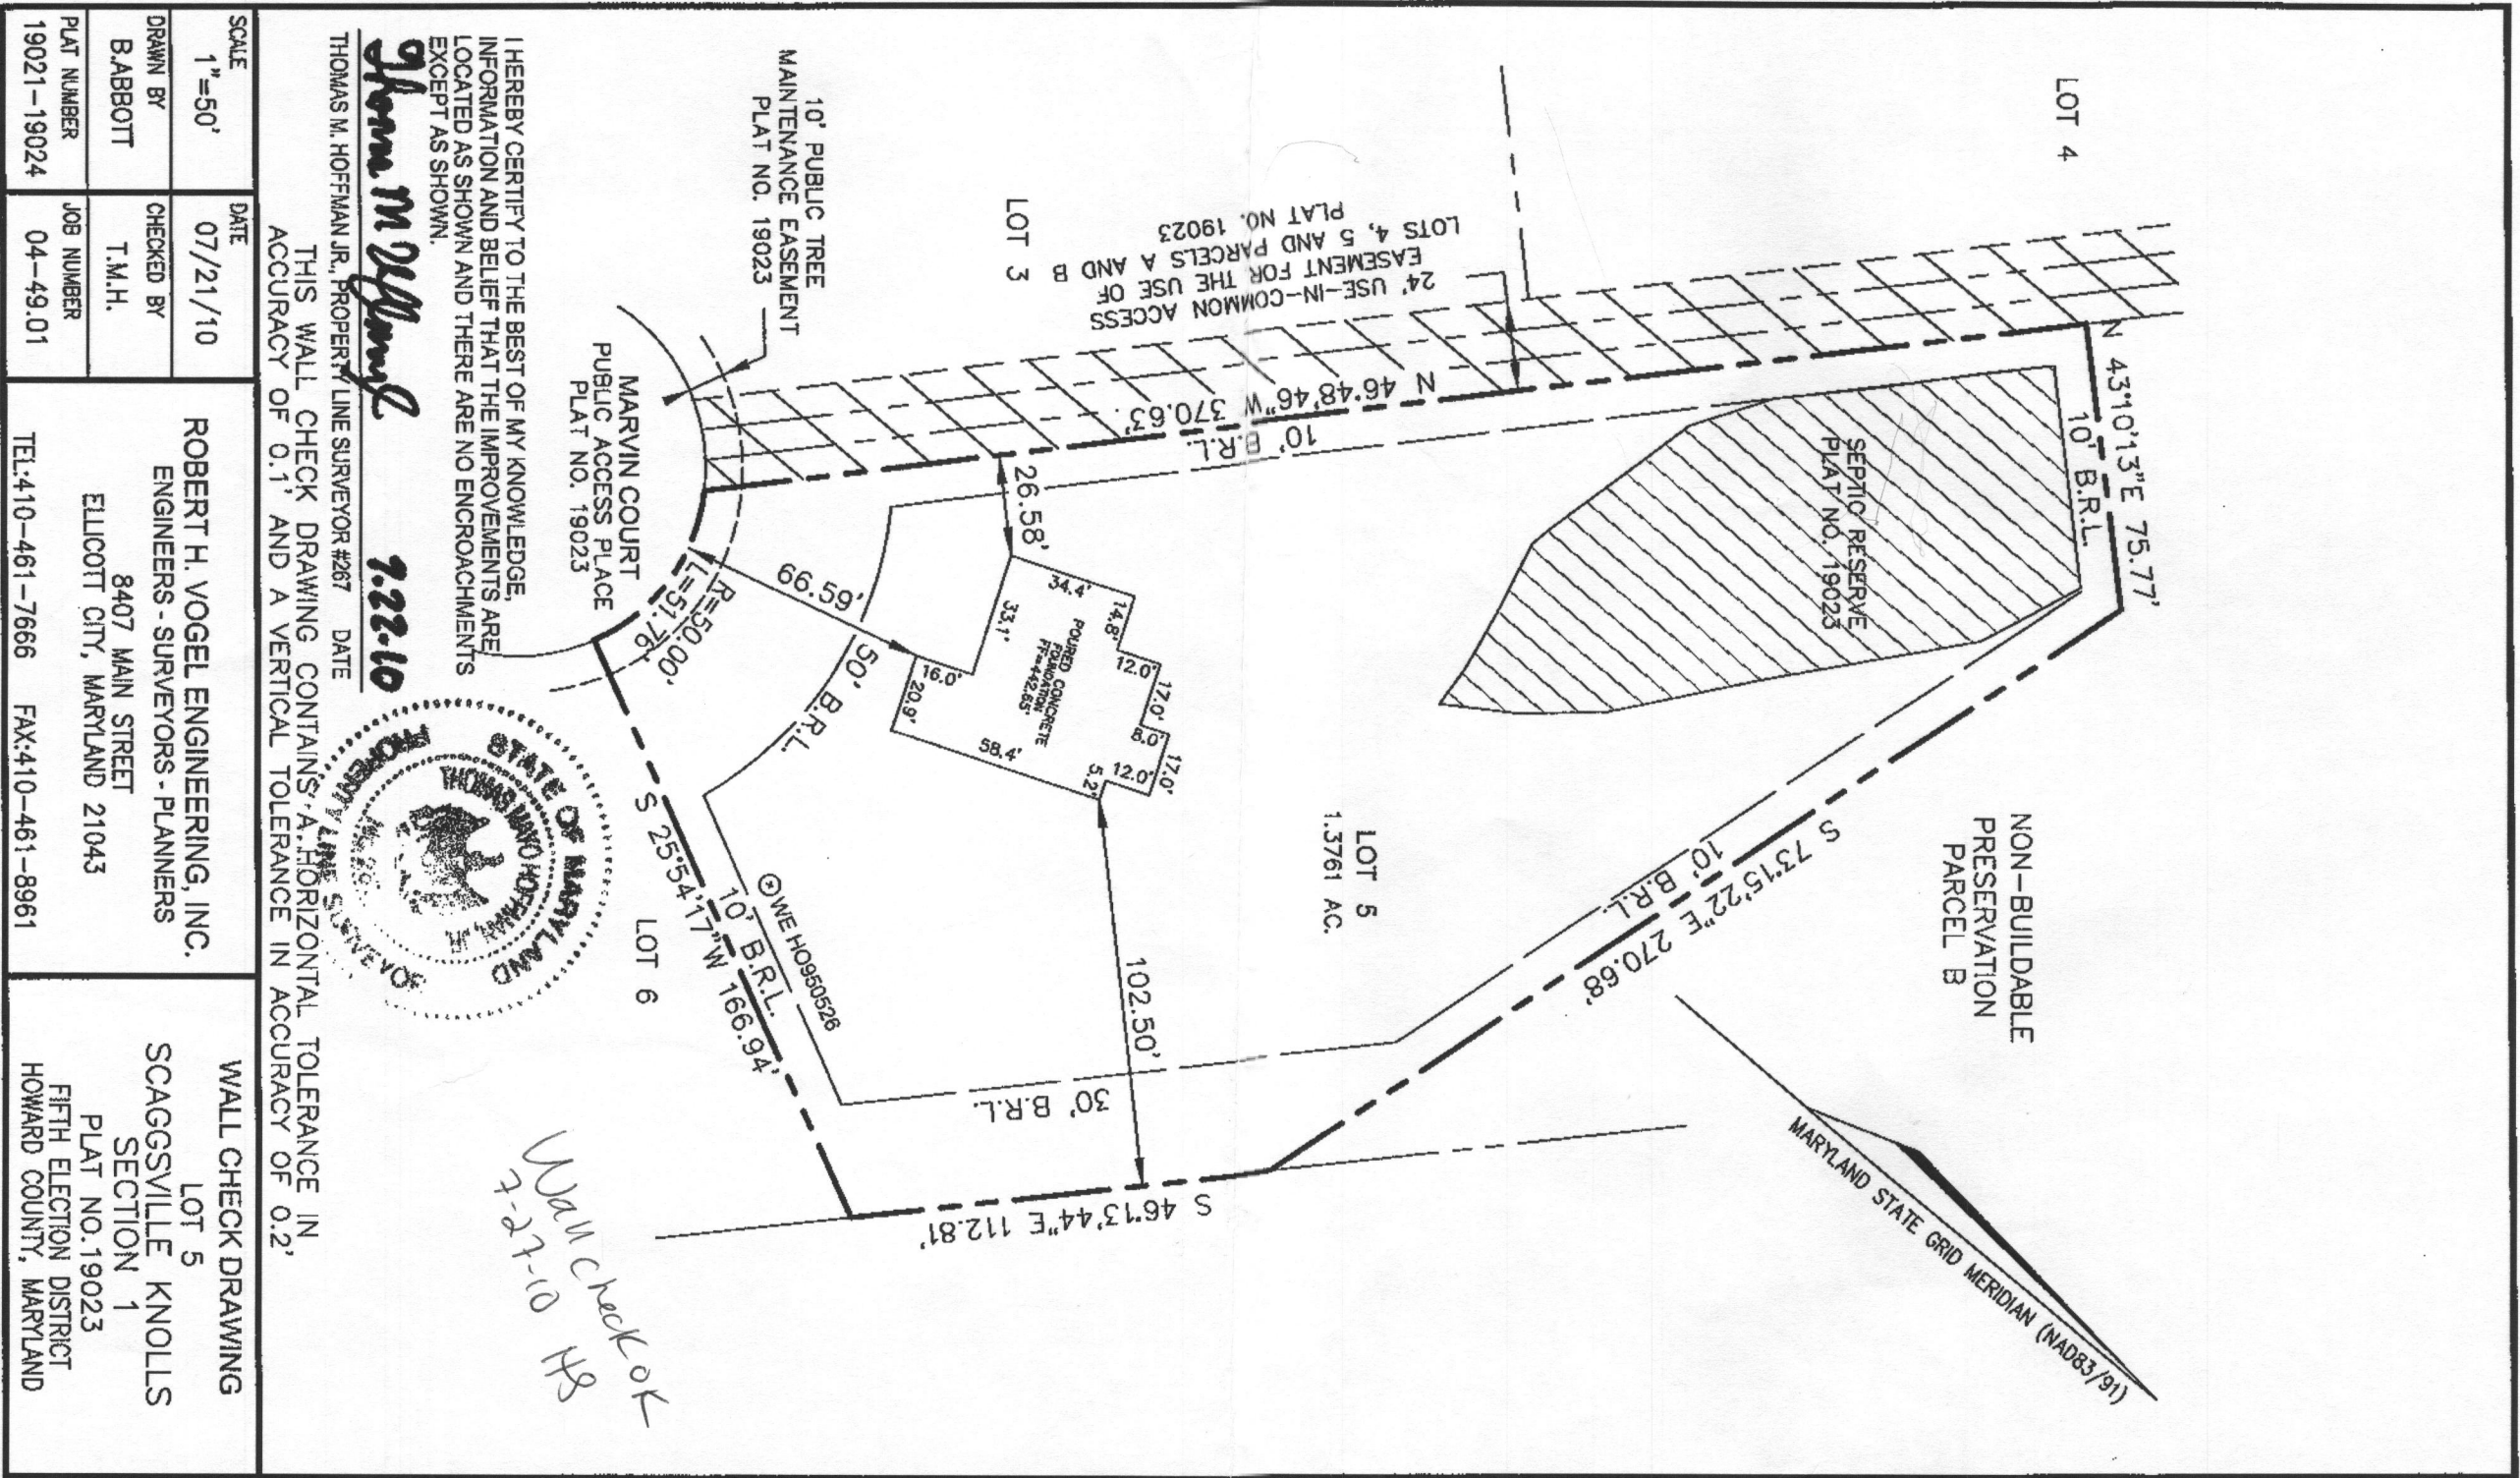 LOT 4
NON-BUILDABLE
PRESERVATION
PARCEL B
MARYLAND STATE GRID MERIDIAN (NAD83/91)
N 43°10'13"E 75.77'
10' B.R.L.
SEPTIC RESERVE
PLAT NO. 19023
S 73°15'22"E 270.68'
10' B.R.L.
LOT 5
1.3761 AC.
24' USE-IN-COMMON ACCESS
EASEMENT FOR THE USE OF
LOTS 4, 5 AND PARCELS A AND B
PLAT NO. 19023
N 46°48'46"W 370.63'
10' B.R.L.
LOT 3
26.58'
34.4'
14.8'
12.0'
17.0'
8.0'
17.0'
12.0'
5.2'
58.4'
20.9'
16.0'
33.1'
POURED CONCRETE
FOUNDATION
FF=442.65'
102.50'
S 46°13'44"E 112.81'
30' B.R.L.
66.59'
50' B.R.L.
R=50.00'
L=51.76'
10' PUBLIC TREE
MAINTENANCE EASEMENT
PLAT NO. 19023
MARVIN COURT
PUBLIC ACCESS PLACE
PLAT NO. 19023
WE HO950526
10' B.R.L.
S 25°54'17"W 166.94'
LOT 6
Wall check OK
7-27-10 HS
I HEREBY CERTIFY TO THE BEST OF MY KNOWLEDGE,
INFORMATION AND BELIEF THAT THE IMPROVEMENTS ARE
LOCATED AS SHOWN AND THERE ARE NO ENCROACHMENTS
EXCEPT AS SHOWN.
7.22.10
THOMAS M. HOFFMAN JR., PROPERTY LINE SURVEYOR #267 DATE
STATE OF MARYLAND
THOMAS MAYO HOFFMAN JR
PROPERTY LINE SURVEYOR
THIS WALL CHECK DRAWING CONTAINS A HORIZONTAL TOLERANCE IN
ACCURACY OF 0.1' AND A VERTICAL TOLERANCE IN ACCURACY OF 0.2'
SCALE
1"=50'
DATE
07/21/10
DRAWN BY
B.ABBOTT
CHECKED BY
T.M.H.
PLAT NUMBER
19021-19024
JOB NUMBER
04-49.01
ROBERT H. VOGEL ENGINEERING, INC.
ENGINEERS - SURVEYORS - PLANNERS
8407 MAIN STREET
ELLICOTT CITY, MARYLAND 21043
TEL:410-461-7666 FAX:410-461-8961
WALL CHECK DRAWING
LOT 5
SCAGGSVILLE KNOLLS
SECTION 1
PLAT NO.19023
FIFTH ELECTION DISTRICT
HOWARD COUNTY, MARYLAND